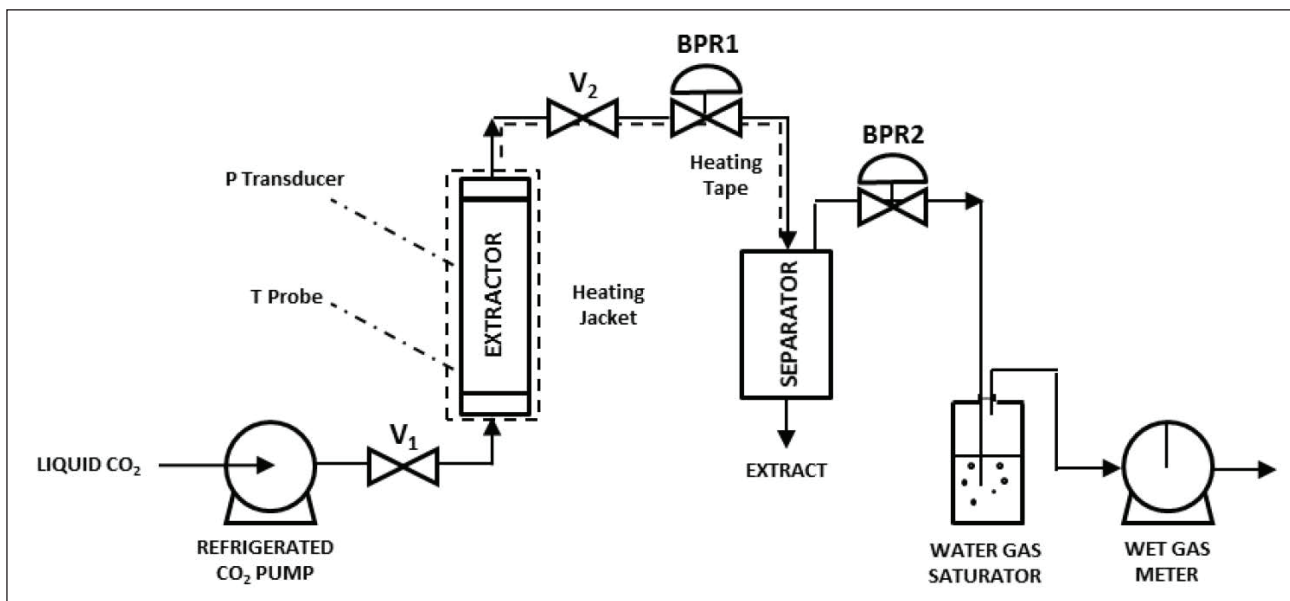 BPR1
V₂
BPR2
Heating
Tape
P Transducer
EXTRACTOR
SEPARATOR
T Probe
Heating
Jacket
V₁
LIQUID CO₂
EXTRACT
REFRIGERATED
CO₂ PUMP
WATER GAS
SATURATOR
WET GAS
METER